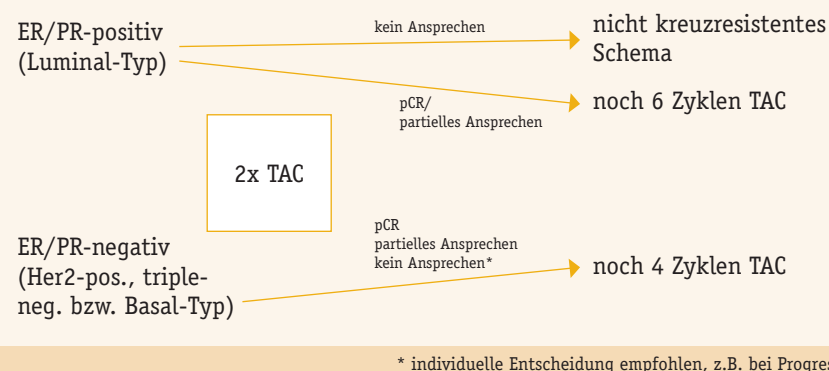 ER/PR-positiv
(Luminal-Typ)
kein Ansprechen
nicht kreuzresistentes
Schema
pCR/
partielles Ansprechen
noch 6 Zyklen TAC
2x TAC
ER/PR-negativ
(Her2-pos., triple-
neg. bzw. Basal-Typ)
pCR
partielles Ansprechen
kein Ansprechen*
noch 4 Zyklen TAC
* individuelle Entscheidung empfohlen, z.B. bei Progres